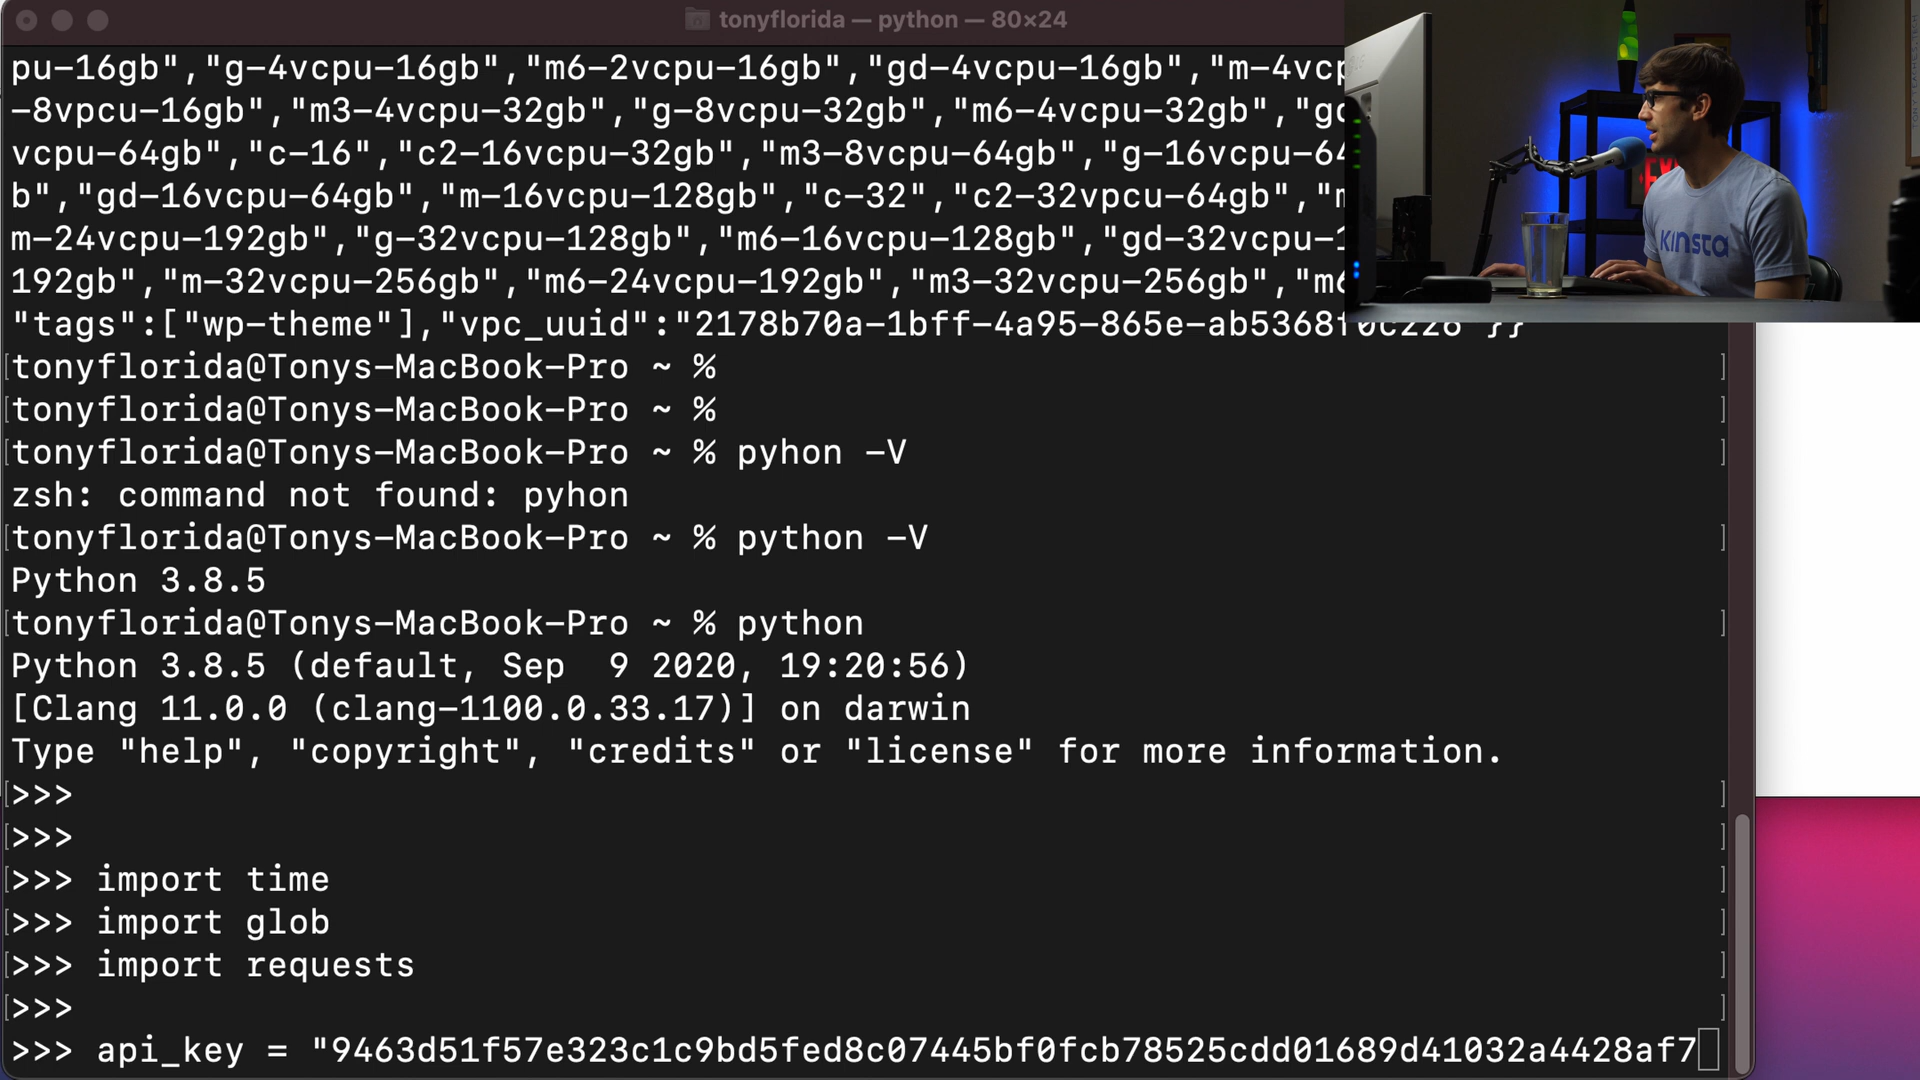 tonyflorida — python — 80×24
pu-16gb","g-4vcpu-16gb","m6-2vcpu-16gb","gd-4vcpu-16gb","m-4vcp
-8vpcu-16gb","m3-4vcpu-32gb","g-8vcpu-32gb","m6-4vcpu-32gb","gd
vcpu-64gb","c-16","c2-16vcpu-32gb","m3-8vcpu-64gb","g-16vcpu-64
b","gd-16vcpu-64gb","m-16vcpu-128gb","c-32","c2-32vpcu-64gb","m
m-24vcpu-192gb","g-32vcpu-128gb","m6-16vcpu-128gb","gd-32vcpu-1
192gb","m-32vcpu-256gb","m6-24vcpu-192gb","m3-32vcpu-256gb","m6
"tags":["wp-theme"],"vpc_uuid":"2178b70a-1bff-4a95-865e-ab5368f0c226"}}
tonyflorida@Tonys-MacBook-Pro ~ %
tonyflorida@Tonys-MacBook-Pro ~ %
tonyflorida@Tonys-MacBook-Pro ~ % pyhon -V
zsh: command not found: pyhon
tonyflorida@Tonys-MacBook-Pro ~ % python -V
Python 3.8.5
tonyflorida@Tonys-MacBook-Pro ~ % python
Python 3.8.5 (default, Sep  9 2020, 19:20:56)
[Clang 11.0.0 (clang-1100.0.33.17)] on darwin
Type "help", "copyright", "credits" or "license" for more information.
>>>
>>>
>>> import time
>>> import glob
>>> import requests
>>>
>>> api_key = "9463d51f57e323c1c9bd5fed8c07445bf0fcb78525cdd01689d41032a4428af7
KINSTA